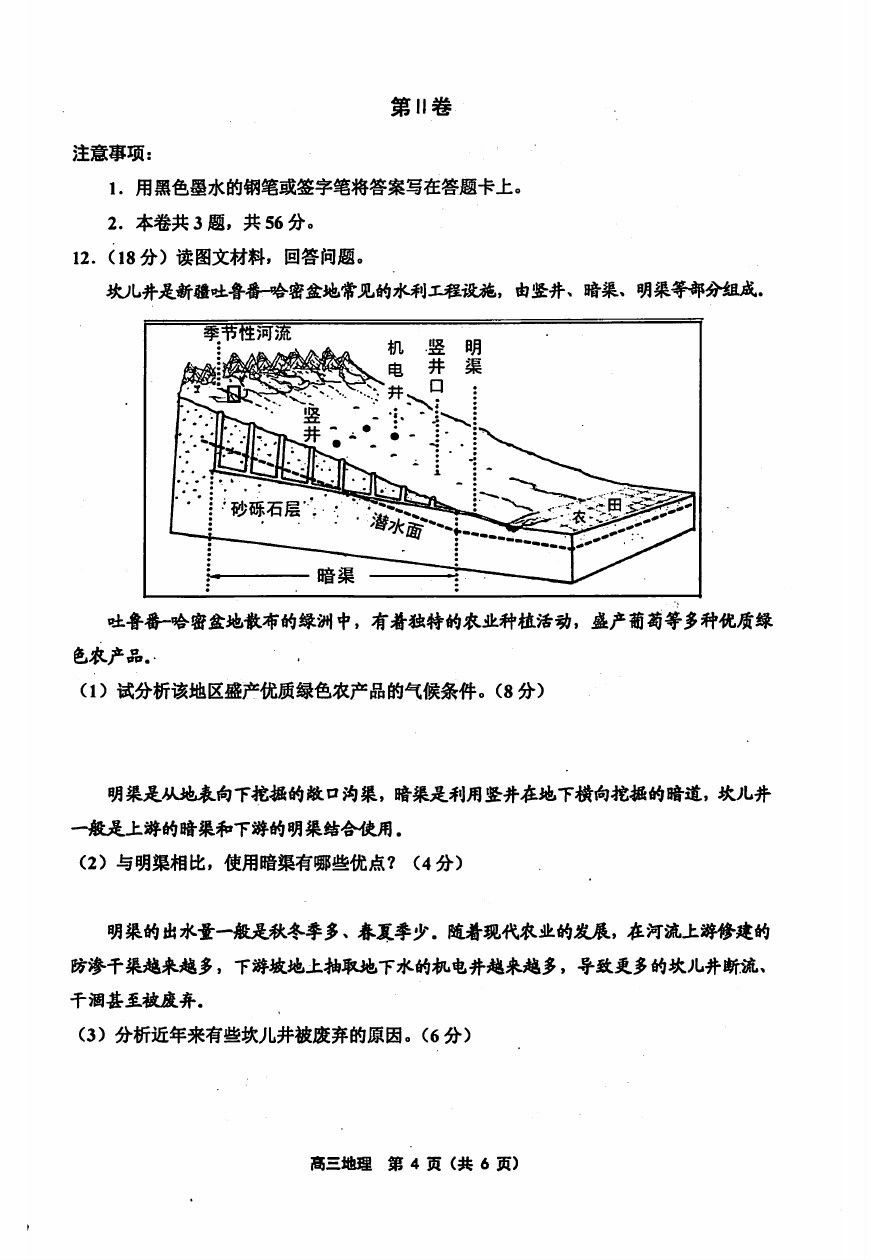 第Ⅱ卷
注意事项：
1．用黑色墨水的钢笔或签字笔将答案写在答题卡上。
2．本卷共3题，共56分。
12．（18分）读图文材料，回答问题。
坎儿井是新疆吐鲁番—哈密盆地常见的水利工程设施，由竖井、暗渠、明渠等部分组成．
季节性河流
机电井
竖井口
明渠
竖井
砂砾石层
潜水面
农田
暗渠
吐鲁番—哈密盆地散布的绿洲中，有着独特的农业种植活动，盛产葡萄等多种优质绿
色农产品．
（1）试分析该地区盛产优质绿色农产品的气候条件。（8分）
明渠是从地表向下挖掘的敞口沟渠，暗渠是利用竖井在地下横向挖掘的暗道，坎儿井
一般是上游的暗渠和下游的明渠结合使用．
（2）与明渠相比，使用暗渠有哪些优点？（4分）
明渠的出水量一般是秋冬季多、春夏季少．随着现代农业的发展，在河流上游修建的
防渗干渠越来越多，下游坡地上抽取地下水的机电井越来越多，导致更多的坎儿井断流、
干涸甚至被废弃．
（3）分析近年来有些坎儿井被废弃的原因。（6分）
高三地理 第 4 页（共 6 页）